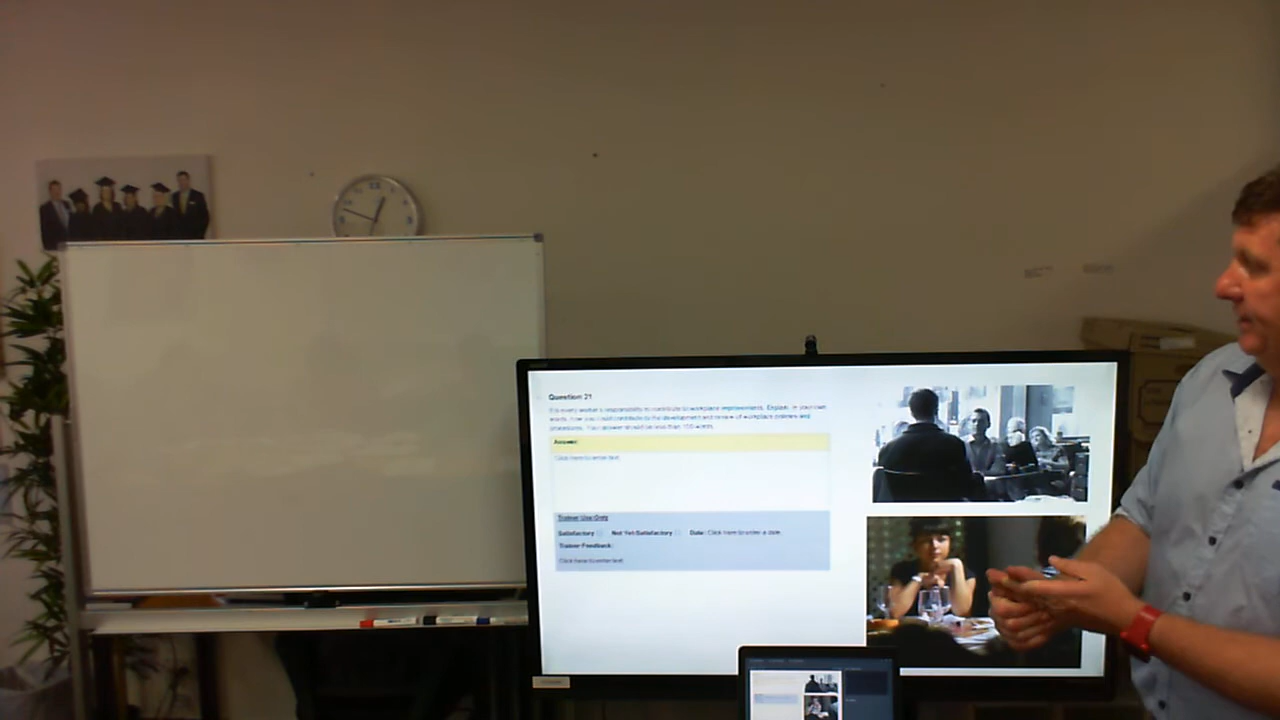 Question 21
It is every worker's responsibility to contribute to workplace improvements. Explain, in your own
words, how you could contribute to the development and review of workplace policies and
procedures. Your answer should be less than 100 words.
Answer:
Click here to enter text.
Trainer Use Only
Satisfactory Not Yet Satisfactory Date: Click here to enter a date.
Trainer Feedback:
Click here to enter text.